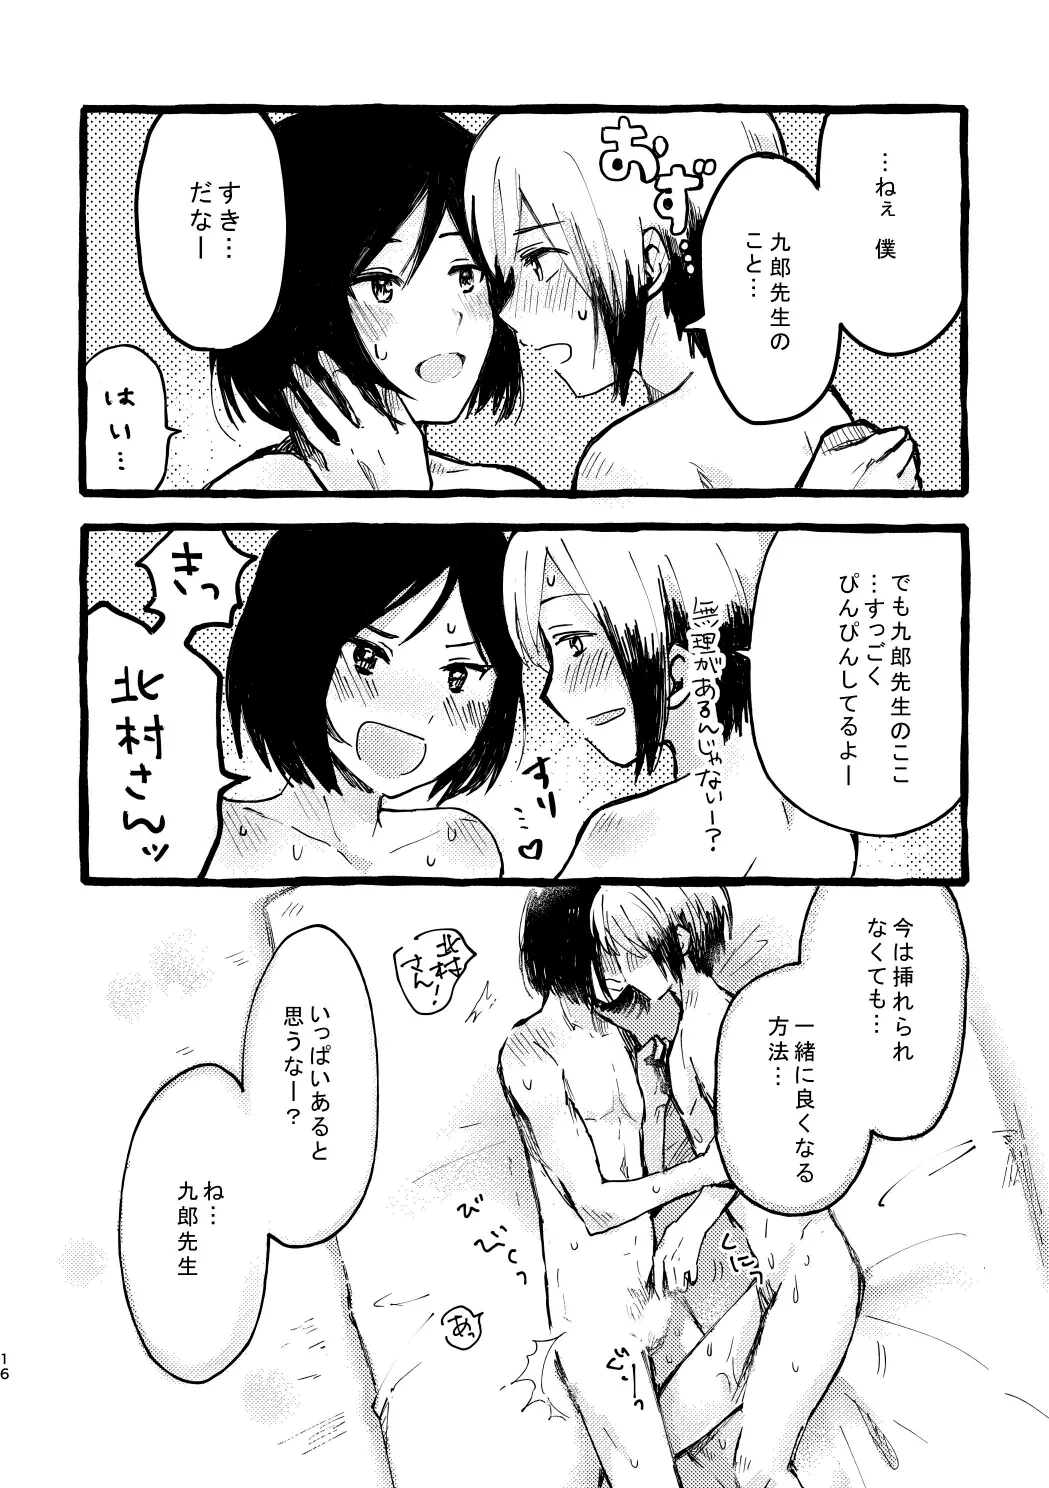 …ねぇ 僕
九郎先生の
こと…
おず…
すき…
だなー
はい…
でも九郎先生のここ
…すっごく
ぴんぴんしてるよー
無理があるんじゃないー？
すり…♡
きっ
北村さんッ
今は挿れられ
なくても…
一緒に良くなる
方法…
北村
さん！
いっぱいあると
思うなー？
ね…
九郎先生
びくっ
びくっ
くにっ
ぐーっ
あっ
16